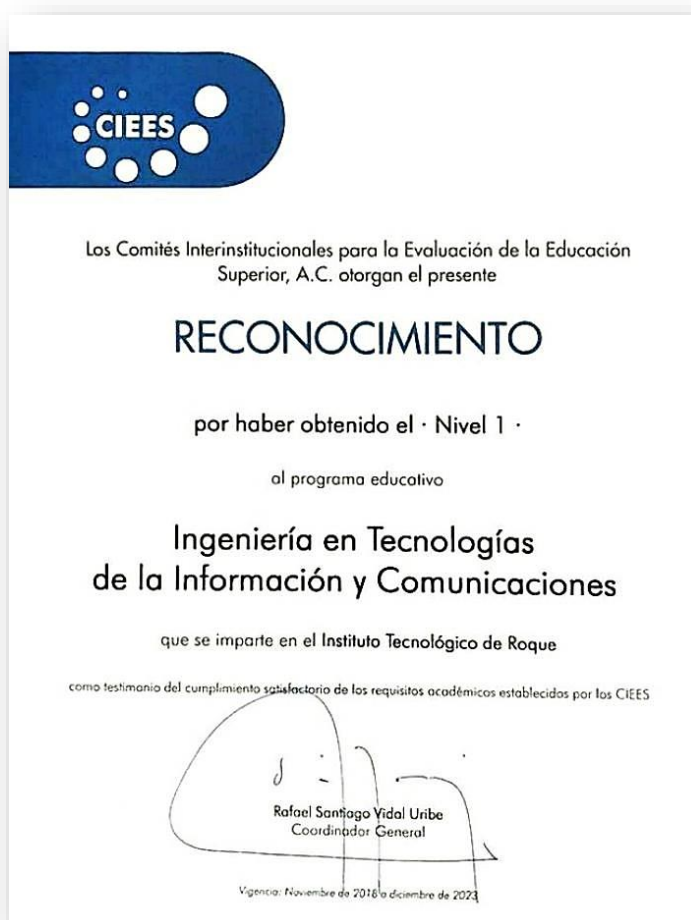 CIEES
Los Comités Interinstitucionales para la Evaluación de la Educación
Superior, A.C. otorgan el presente
RECONOCIMIENTO
por haber obtenido el · Nivel 1 ·
al programa educativo
Ingeniería en Tecnologías
de la Información y Comunicaciones
que se imparte en el Instituto Tecnológico de Roque
como testimonio del cumplimiento satisfactorio de los requisitos académicos establecidos por los CIEES
Rafael Santiago Vidal Uribe
Coordinador General
Vigencia: Noviembre de 2018 a diciembre de 2023